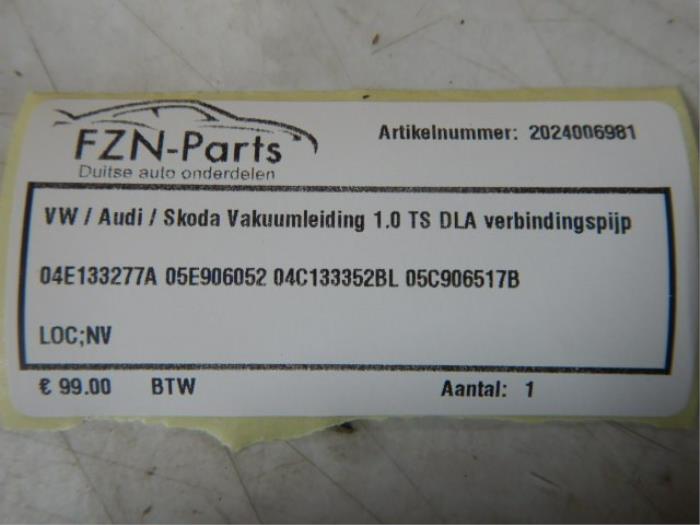 FZN-Parts
Duitse auto onderdelen
Artikelnummer: 2024006981
VW / Audi / Skoda Vakuumleiding 1.0 TS DLA verbindingspijp
04E133277A 05E906052 04C133352BL 05C906517B
LOC;NV
€ 99.00 BTW Aantal: 1